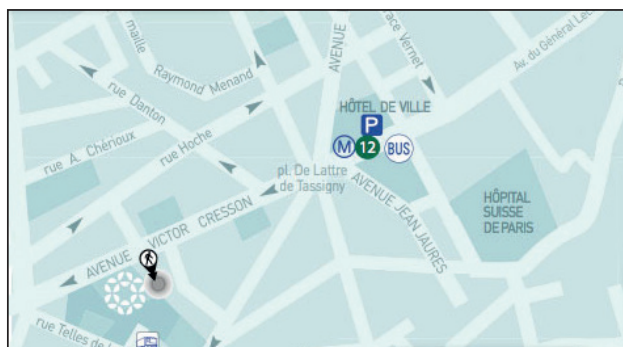 maille
Raymond Menand
AVENUE
ace Vernet
Av. du Général Lec
rue Danton
HÔTEL DE VILLE
P
M
12
BUS
rue A. Chérioux
rue Hoche
pl. De Lattre
de Tassigny
AVENUE JEAN JAURES
HÔPITAL
SUISSE
DE PARIS
AVENUE VICTOR CRESSON
rue Telles de